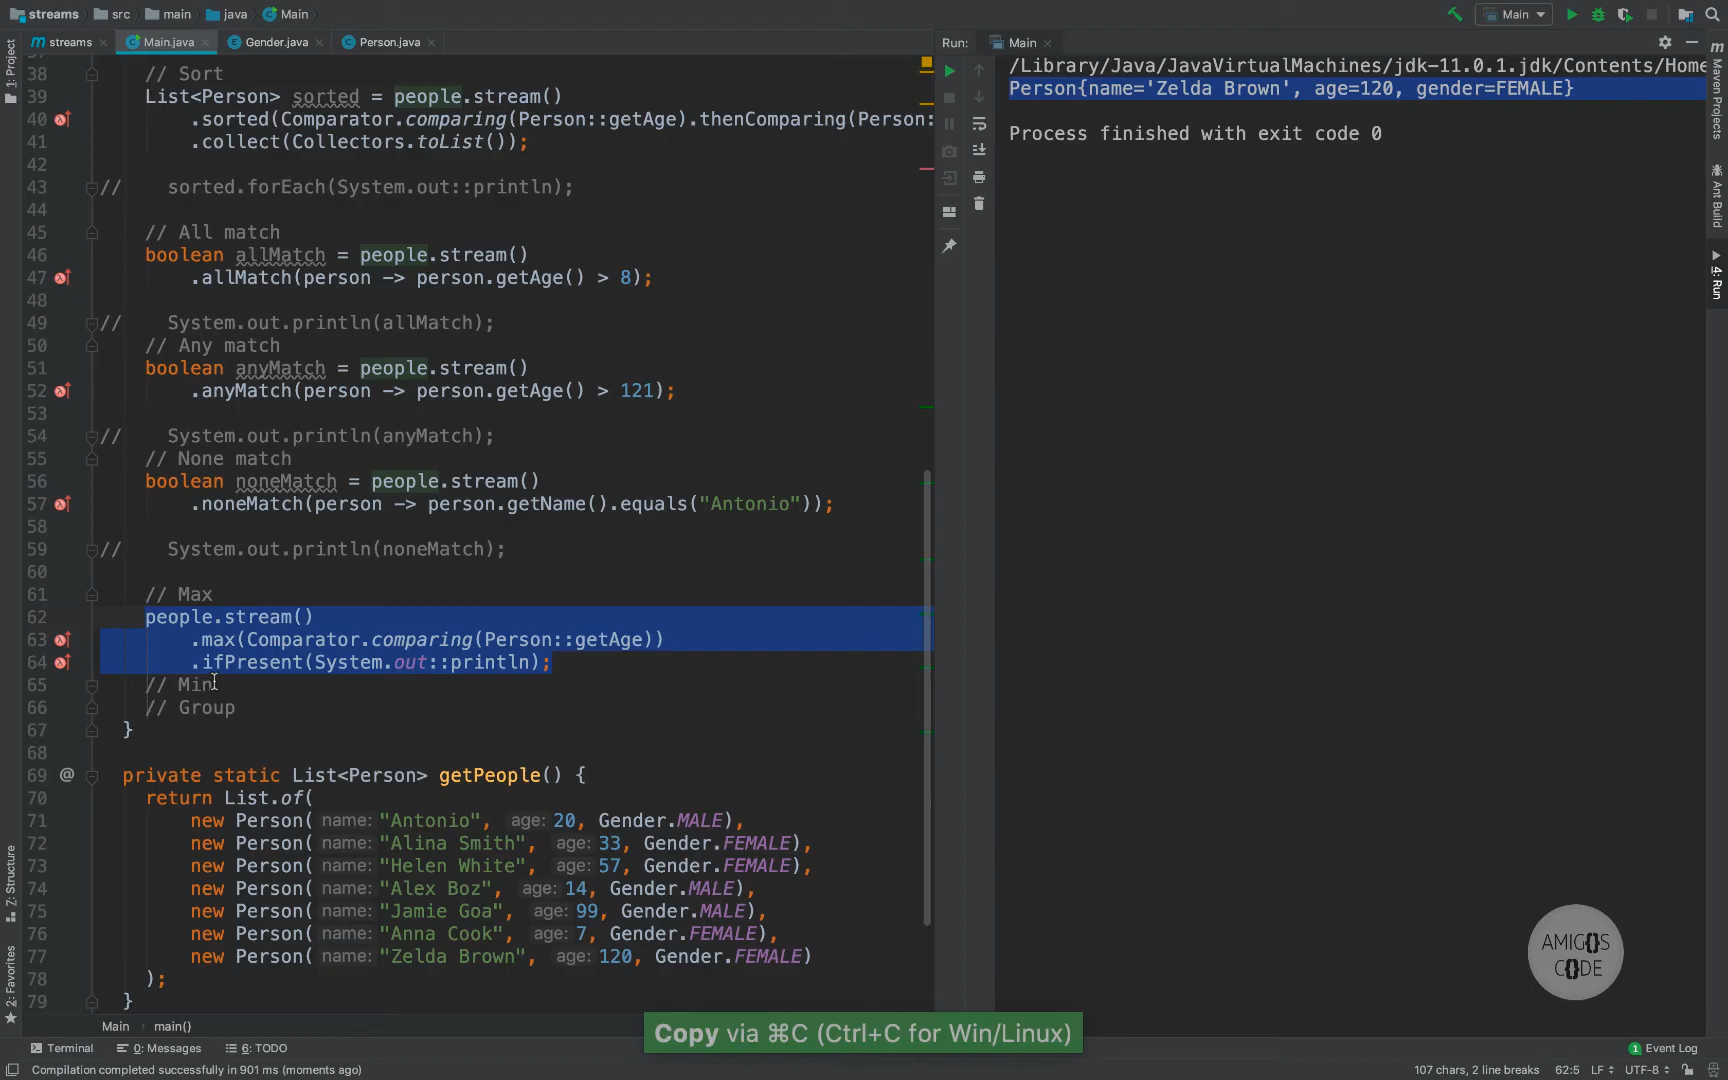 streams src main java Main
Main
streams Main.java Gender.java Person.java
Run: Main
1: Project
38 // Sort
39 List<Person> sorted = people.stream()
40 .sorted(Comparator.comparing(Person::getAge).thenComparing(Person:
41 .collect(Collectors.toList());
42
43 // sorted.forEach(System.out::println);
44
45 // All match
46 boolean allMatch = people.stream()
47 .allMatch(person -> person.getAge() > 8);
48
49 // System.out.println(allMatch);
50 // Any match
51 boolean anyMatch = people.stream()
52 .anyMatch(person -> person.getAge() > 121);
53
54 // System.out.println(anyMatch);
55 // None match
56 boolean noneMatch = people.stream()
57 .noneMatch(person -> person.getName().equals("Antonio"));
58
59 // System.out.println(noneMatch);
60
61 // Max
62 people.stream()
63 .max(Comparator.comparing(Person::getAge))
64 .ifPresent(System.out::println);
65 // Min
66 // Group
67 }
68
69 @ private static List<Person> getPeople() {
70 return List.of(
71 new Person( name: "Antonio", age: 20, Gender.MALE),
72 new Person( name: "Alina Smith", age: 33, Gender.FEMALE),
73 new Person( name: "Helen White", age: 57, Gender.FEMALE),
74 new Person( name: "Alex Boz", age: 14, Gender.MALE),
75 new Person( name: "Jamie Goa", age: 99, Gender.MALE),
76 new Person( name: "Anna Cook", age: 7, Gender.FEMALE),
77 new Person( name: "Zelda Brown", age: 120, Gender.FEMALE)
78 );
79 }
Main main()
/Library/Java/JavaVirtualMachines/jdk-11.0.1.jdk/Contents/Home
Person{name='Zelda Brown', age=120, gender=FEMALE}
Process finished with exit code 0
m Maven Projects
Ant Build
4: Run
Z: Structure
2: Favorites
AMIGOS
C{}DE
Copy via ⌘C (Ctrl+C for Win/Linux)
Terminal 0: Messages 6: TODO
1 Event Log
Compilation completed successfully in 901 ms (moments ago)
107 chars, 2 line breaks 62:5 LF UTF-8